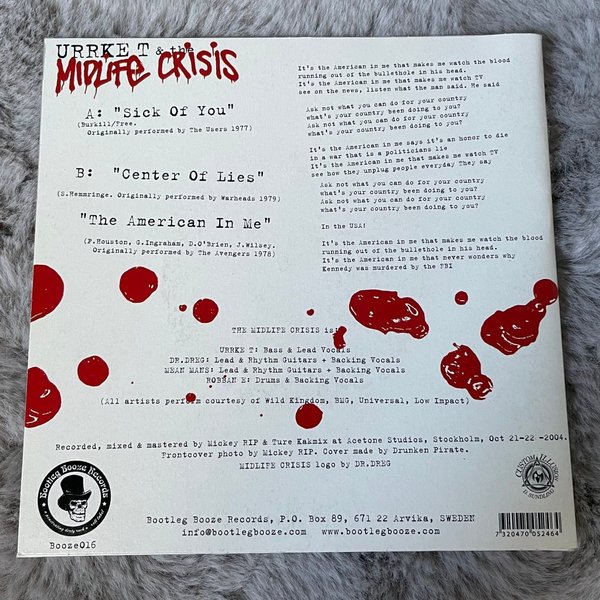 URRKE T & the
MIDLIFE CRISIS
A: "Sick Of You"
(Burkill/Free.
Originally performed by The Users 1977)
B: "Center Of Lies"
(S.Hemmringe. Originally performed by Warheads 1979)
"The American In Me"
(P.Houston, G.Ingraham, D.O'Brien, J.Wilsey.
Originally performed by The Avengers 1978)
It's the American in me that makes me watch the blood
running out of the bullethole in his head.
It's the American in me that makes me watch TV
see on the news, listen what the man said. He said
Ask not what you can do for your country
what's your country been doing to you?
Ask not what you can do for your country
what's your country been doing to you?
It's the American in me says it's an honor to die
in a war that is a politicians lie
It's the American in me that makes me watch TV
see how they unplug people everyday They say
Ask not what you can do for your country
what's your country been doing to you?
Ask not what you can do for your country
what's your country been doing to you?
In the USA!
It's the American in me that makes me watch the blood
running out of the bullethole in his head.
It's the American in me that never wonders why
Kennedy was murdered by the FBI
THE MIDLIFE CRISIS is:
URRKE T: Bass & Lead Vocals
DR.DREG: Lead & Rhythm Guitars + Backing Vocals
MEAN MANS: Lead & Rhythm Guitars + Backing Vocals
ROBBAN E: Drums & Backing Vocals
(All artists perform courtesy of Wild Kingdom, BMG, Universal, Low Impact)
Recorded, mixed & mastered by Mickey RIP & Ture Kakmix at Acetone Studios, Stockholm, Oct 21-22 -2004.
Frontcover photo by Mickey RIP. Cover made by Drunken Pirate.
MIDLIFE CRISIS logo by DR.DREG
Bootleg Booze Records
Booze016
Bootleg Booze Records, P.O. Box 89, 671 22 Arvika, SWEDEN
info@bootlegbooze.com www.bootlegbooze.com
CUSTOM ILLUSION
D. SUNDLING
7 320470 052464